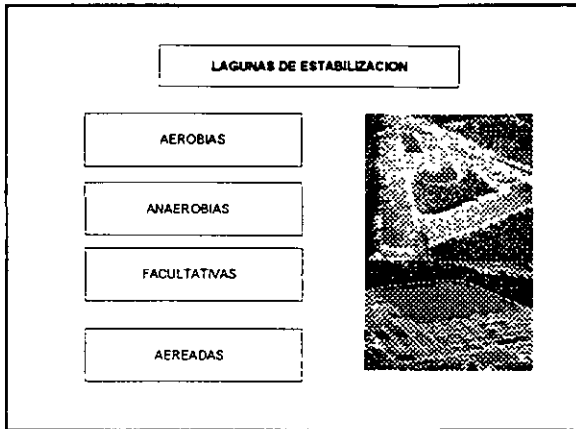 LAGUNAS DE ESTABILIZACION
AEROBIAS
ANAEROBIAS
FACULTATIVAS
AEREADAS